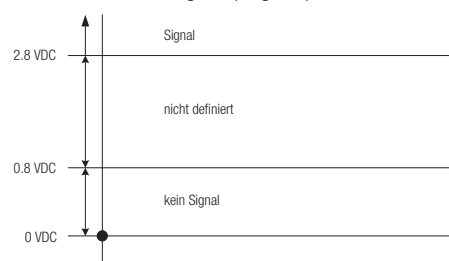 Signal
2.8 VDC
nicht definiert
0.8 VDC
kein Signal
0 VDC